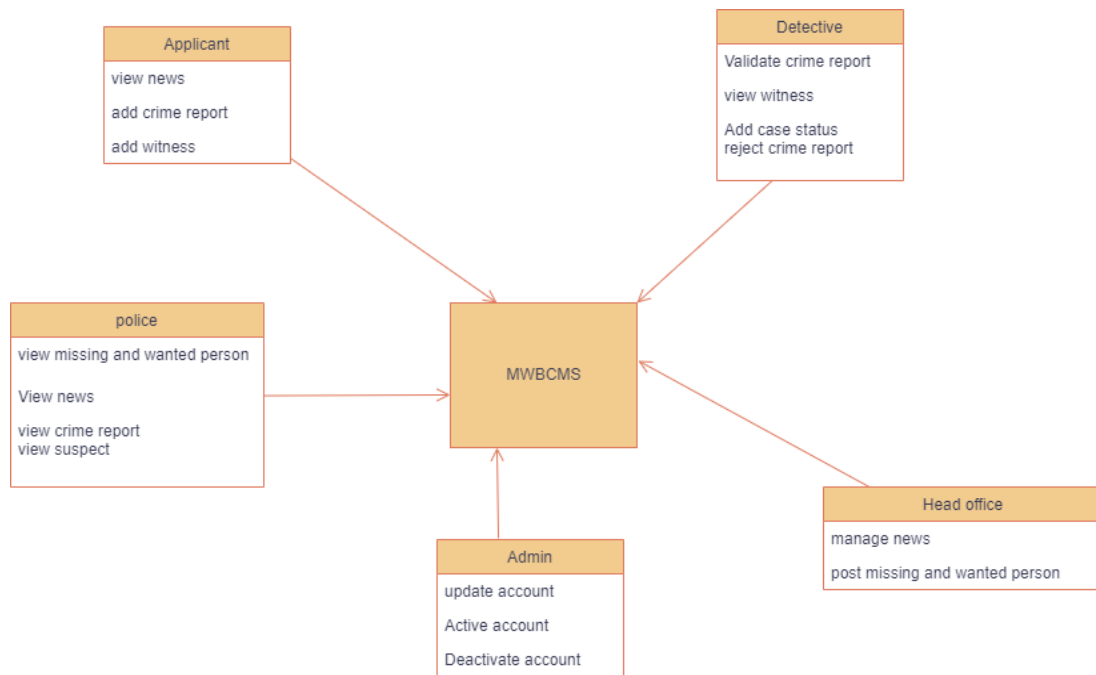 Applicant
view news
add crime report
add witness
Detective
Validate crime report
view witness
Add case status
reject crime report
police
view missing and wanted person
View news
view crime report
view suspect
MWBCMS
Head office
manage news
post missing and wanted person
Admin
update account
Active account
Deactivate account